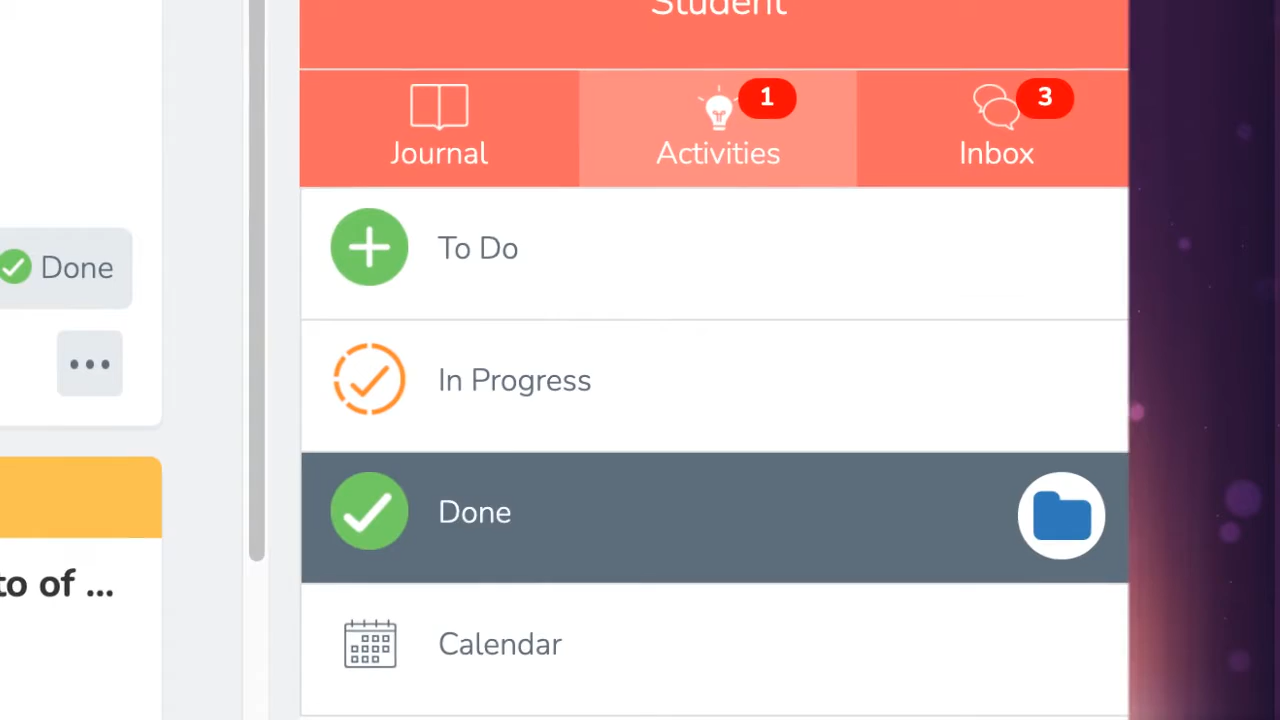 Student
1
3
Journal
Activities
Inbox
To Do
Done
In Progress
Done
to of ...
Calendar